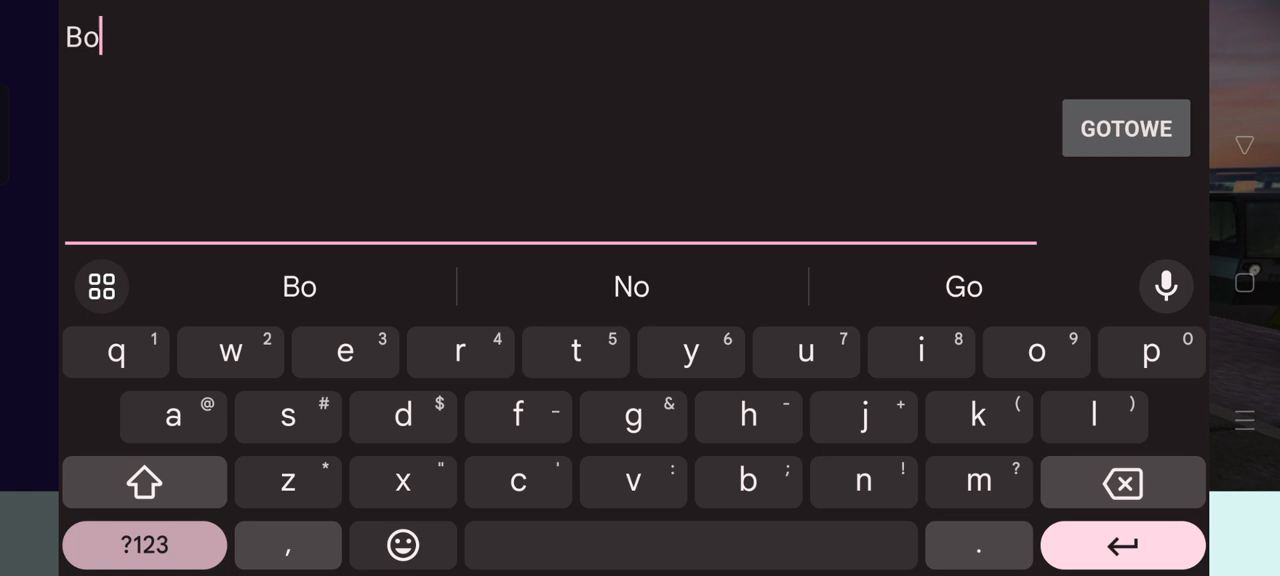 Bo
GOTOWE
Bo No Go
q 1 w 2 e 3 r 4 t 5 y 6 u 7 i 8 o 9 p 0
a @ s # d $ f _ g & h - j + k ( l )
z * x " c ' v : b ; n ! m ?
?123 , .